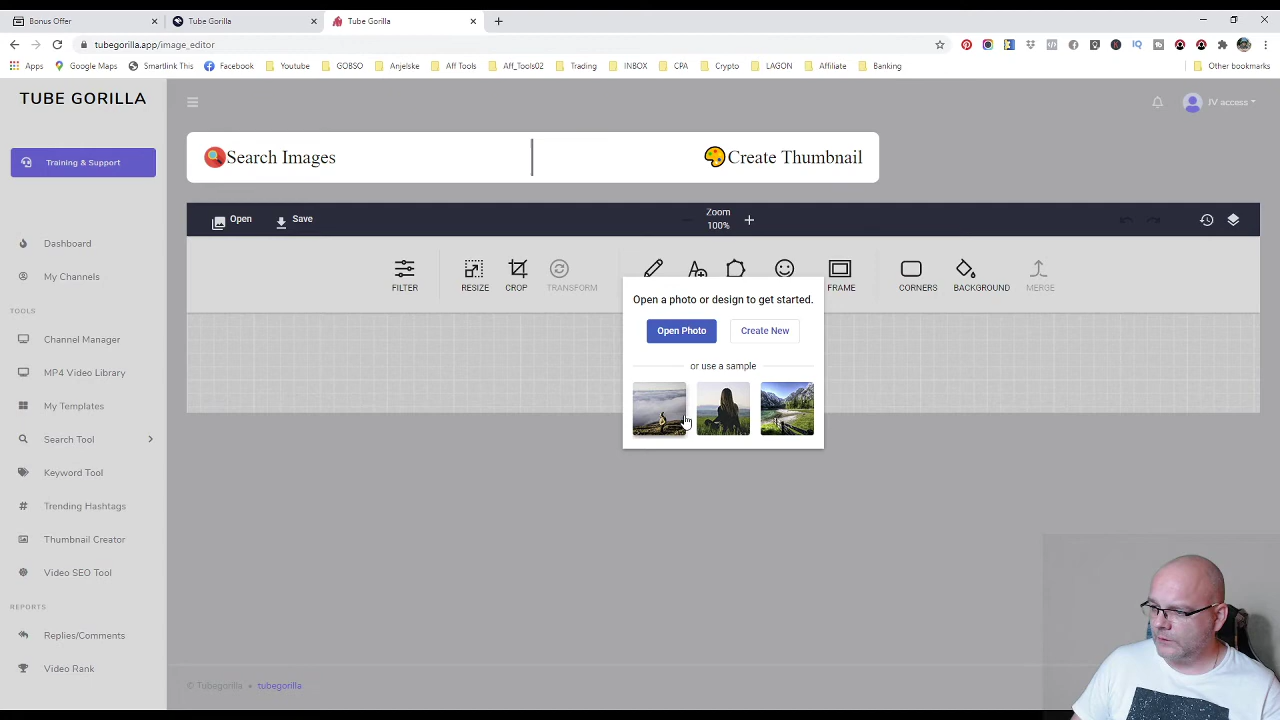 Bonus Offer
Tube Gorilla
Tube Gorilla
tubegorilla.app/image_editor
Apps
Google Maps
Smartlink This
Facebook
Youtube
GOBSO
Anjelske
Aff.Tools
Aff_Tools02
Trading
INBOX
CPA
Crypto
LAGON
Affiliate
Banking
Other bookmarks
TUBE GORILLA
JV access
Training & Support
Search Images
Create Thumbnail
Open
Save
Zoom
100%
FILTER
RESIZE
CROP
TRANSFORM
FRAME
CORNERS
BACKGROUND
MERGE
Open a photo or design to get started.
Open Photo
Create New
or use a sample
Dashboard
My Channels
TOOLS
Channel Manager
MP4 Video Library
My Templates
Search Tool
Keyword Tool
Trending Hashtags
Thumbnail Creator
Video SEO Tool
REPORTS
Replies/Comments
Video Rank
© Tubegorilla • tubegorilla